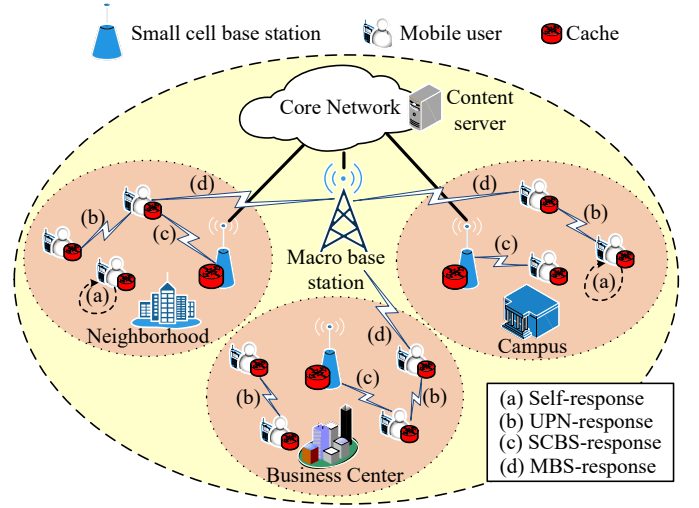 Small cell base station
Mobile user
Cache
Core Network
Content
server
(d)
(d)
(b)
(c)
(b)
(c)
(a)
(a)
Macro base
station
Neighborhood
Campus
(d)
(c)
(b)
(b)
Business Center
(a) Self-response
(b) UPN-response
(c) SCBS-response
(d) MBS-response